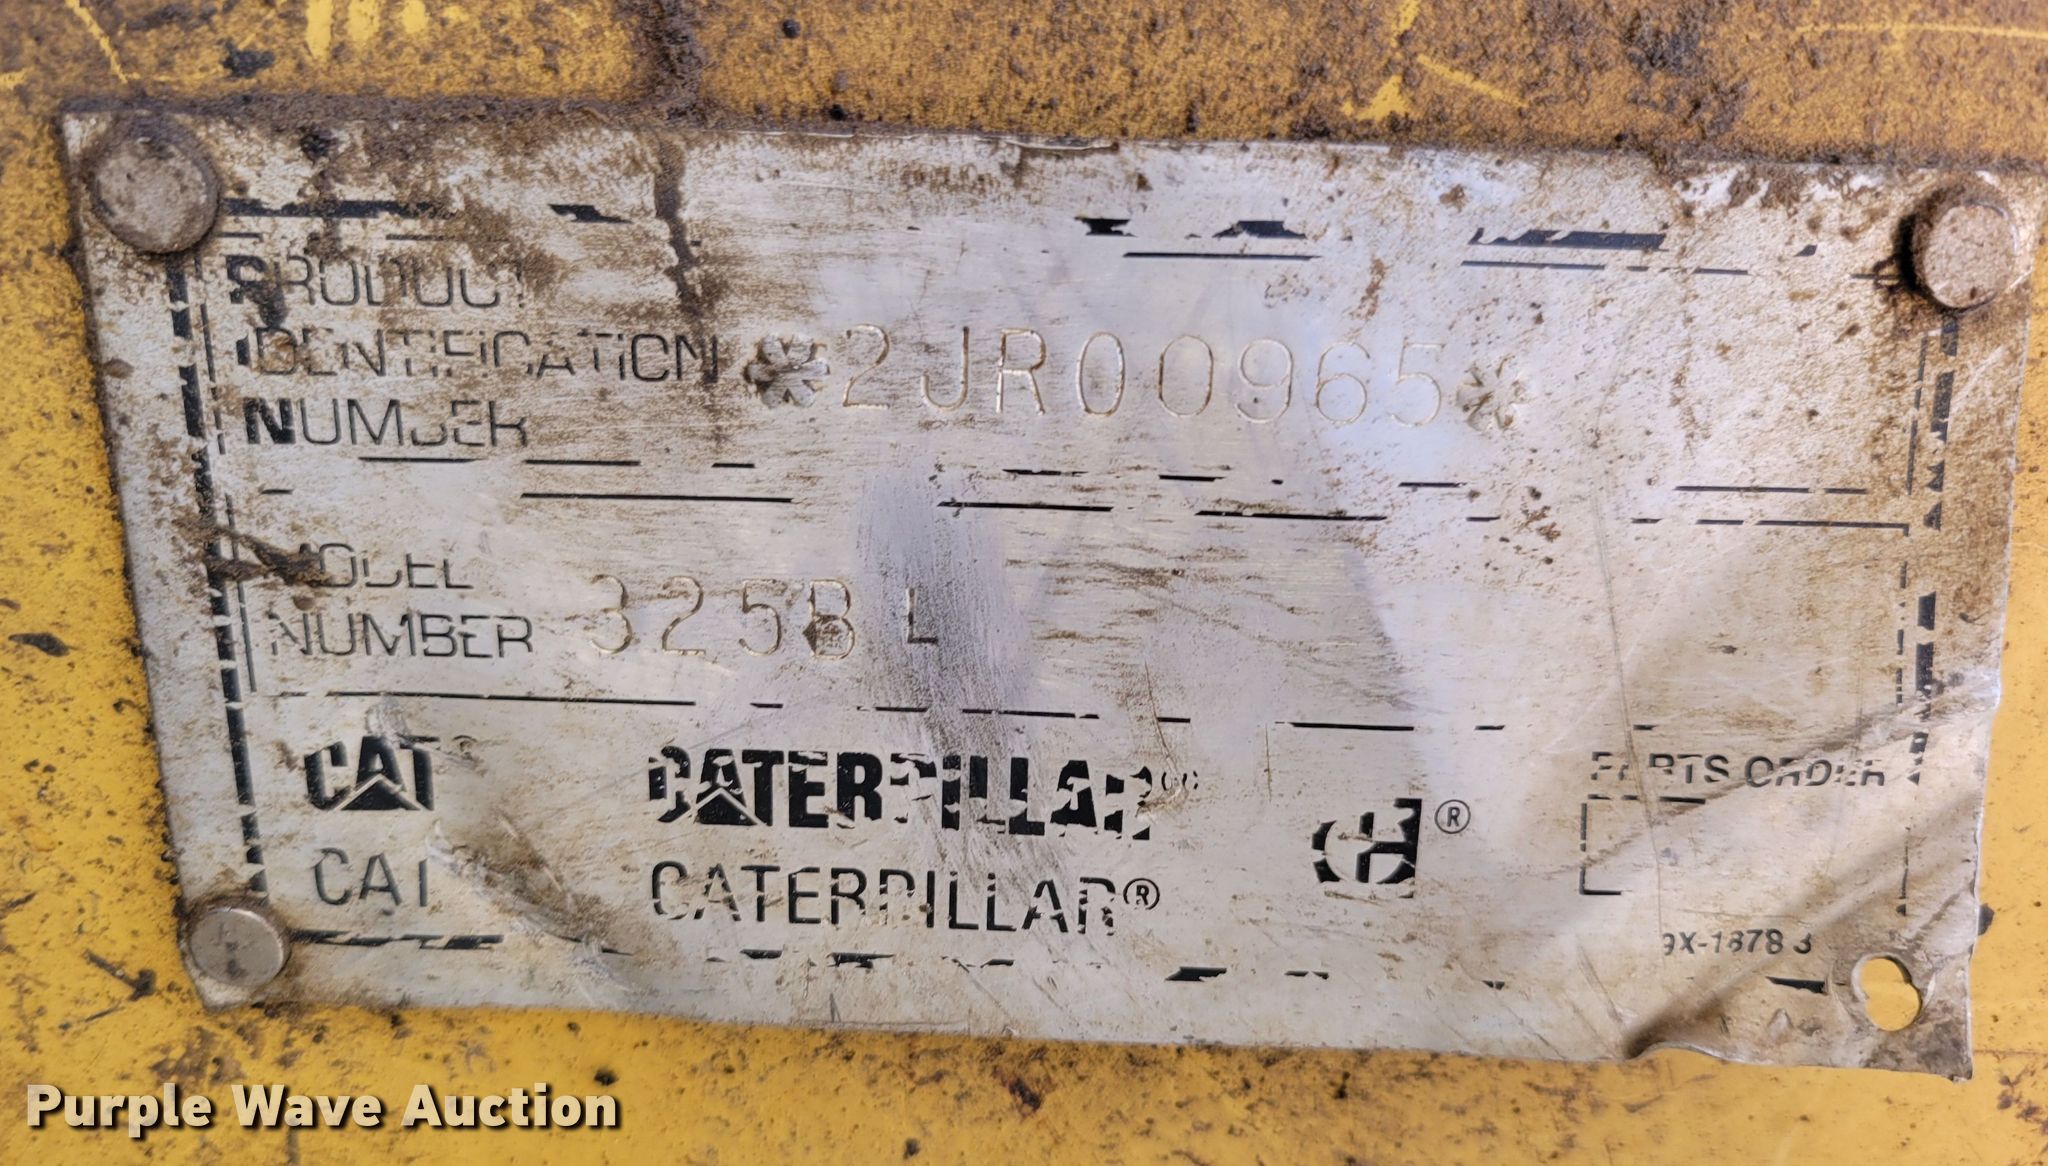 PRODUCT
IDENTIFICATION
NUMBER
*2JR00965*
MODEL
NUMBER
325B L
CAT®
CATERPILLAR®
®
PARTS ORDER
CAT
CATERPILLAR®
9X-1878 3
Purple Wave Auction